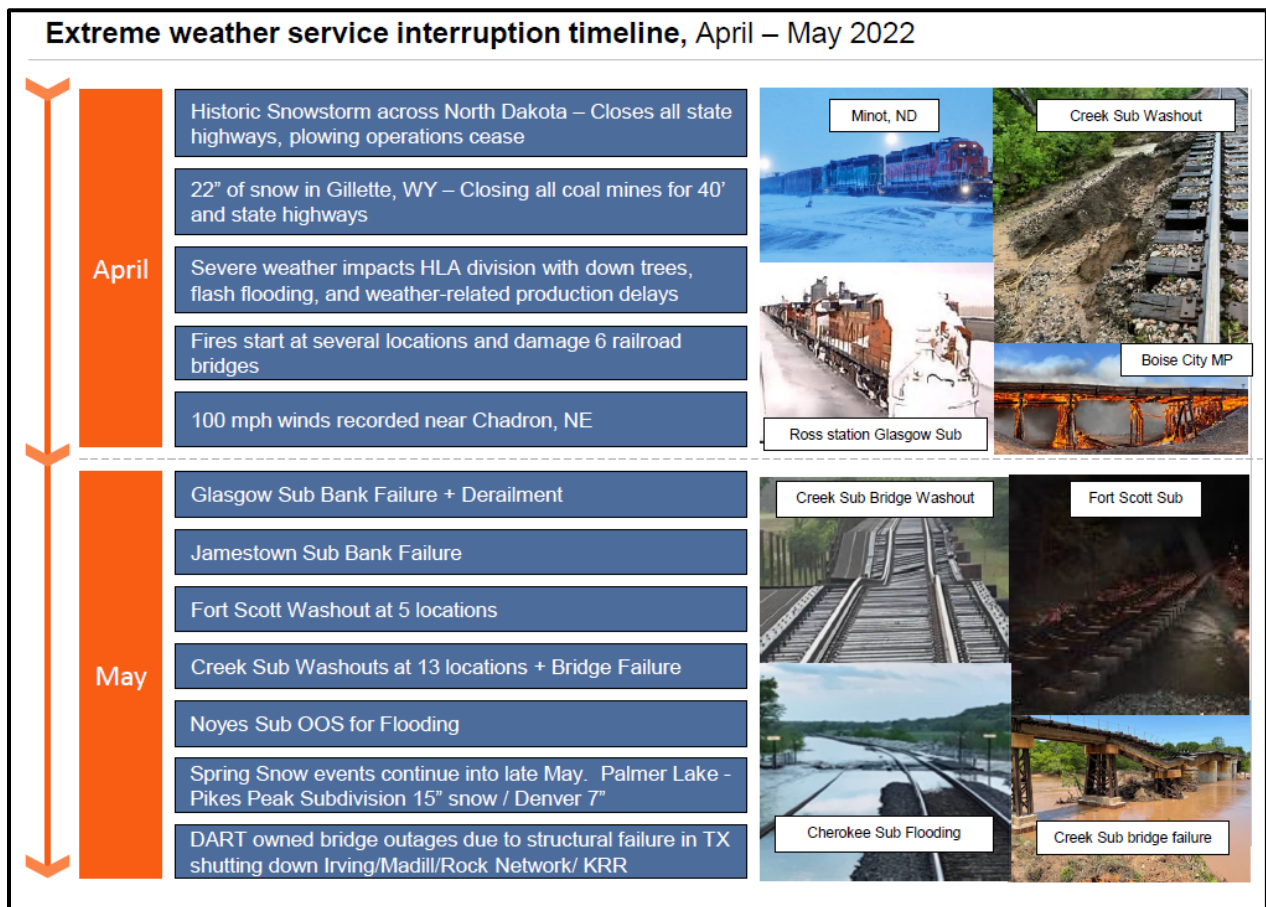 Extreme weather service interruption timeline, April – May 2022
April
Historic Snowstorm across North Dakota – Closes all state
highways, plowing operations cease
22” of snow in Gillette, WY – Closing all coal mines for 40’
and state highways
Severe weather impacts HLA division with down trees,
flash flooding, and weather-related production delays
Fires start at several locations and damage 6 railroad
bridges
100 mph winds recorded near Chadron, NE
Minot, ND
Creek Sub Washout
Boise City MP
Ross station Glasgow Sub
May
Glasgow Sub Bank Failure + Derailment
Jamestown Sub Bank Failure
Fort Scott Washout at 5 locations
Creek Sub Washouts at 13 locations + Bridge Failure
Noyes Sub OOS for Flooding
Spring Snow events continue into late May.  Palmer Lake -
Pikes Peak Subdivision 15” snow / Denver 7”
DART owned bridge outages due to structural failure in TX
shutting down Irving/Madill/Rock Network/ KRR
Creek Sub Bridge Washout
Fort Scott Sub
Cherokee Sub Flooding
Creek Sub bridge failure